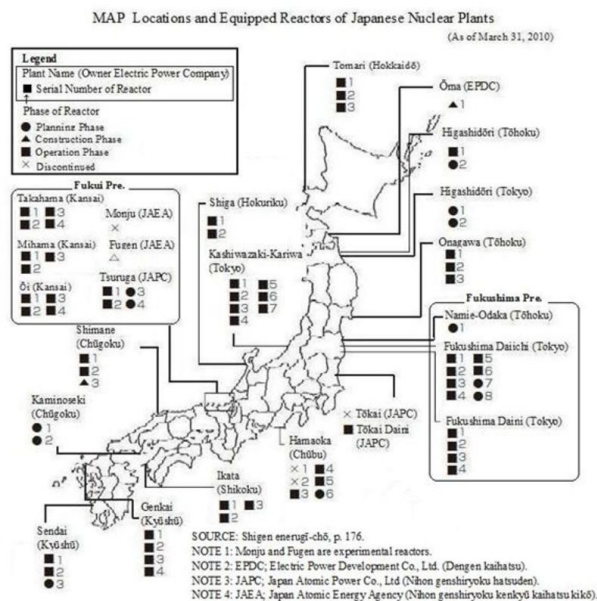 MAP Locations and Equipped Reactors of Japanese Nuclear Plants
(As of March 31, 2010)
Legend
Plant Name (Owner Electric Power Company)
■ Serial Number of Reactor
↑
Phase of Reactor
● Planning Phase
▲ Construction Phase
■ Operation Phase
× Discontinued
Fukui Pre.
Takahama (Kansai)
■ 1 ■ 3
■ 2 ■ 4
Monju (JAEA)
×
Mihama (Kansai)
■ 1 ■ 3
■ 2
Fugen (JAEA)
△
Ōi (Kansai)
■ 1 ■ 3
■ 2 ■ 4
Tsuruga (JAPC)
■ 1 ● 3
■ 2 ● 4
Shimane
(Chūgoku)
■ 1
■ 2
▲ 3
Kaminoseki
(Chūgoku)
● 1
● 2
Sendai
(Kyūshū)
■ 1
■ 2
● 3
Genkai
(Kyūshū)
■ 1
■ 2
■ 3
■ 4
Ikata
(Shikoku)
■ 1 ■ 3
■ 2
Shiga (Hokuriku)
■ 1
■ 2
Kashiwazaki-Kariwa
(Tokyo)
■ 1 ■ 5
■ 2 ■ 6
■ 3 ■ 7
■ 4
Tomari (Hokkaidō)
■ 1
■ 2
■ 3
Ōma (EPDC)
▲ 1
Higashidōri (Tōhoku)
■ 1
● 2
Higashidōri (Tokyo)
● 1
● 2
Onagawa (Tōhoku)
■ 1
■ 2
■ 3
Fukushima Pre.
Namie-Odaka (Tōhoku)
● 1
Fukushima Daiichi (Tokyo)
■ 1 ■ 5
■ 2 ■ 6
■ 3 ● 7
■ 4 ● 8
Fukushima Daini (Tokyo)
■ 1
■ 2
■ 3
■ 4
× Tōkai (JAPC)
■ Tōkai Daini
(JAPC)
Hamaoka
(Chūbu)
× 1 ■ 4
× 2 ■ 5
■ 3 ● 6
SOURCE: Shigen enerugī-chō, p. 176.
NOTE 1: Monju and Fugen are experimental reactors.
NOTE 2: EPDC; Electric Power Development Co., Ltd. (Dengen kaihatsu).
NOTE 3: JAPC; Japan Atomic Power Co., Ltd (Nihon genshiryoku hatsuden).
NOTE 4: JAEA; Japan Atomic Energy Agency (Nihon genshiryoku kenkyū kaihatsu kikō).